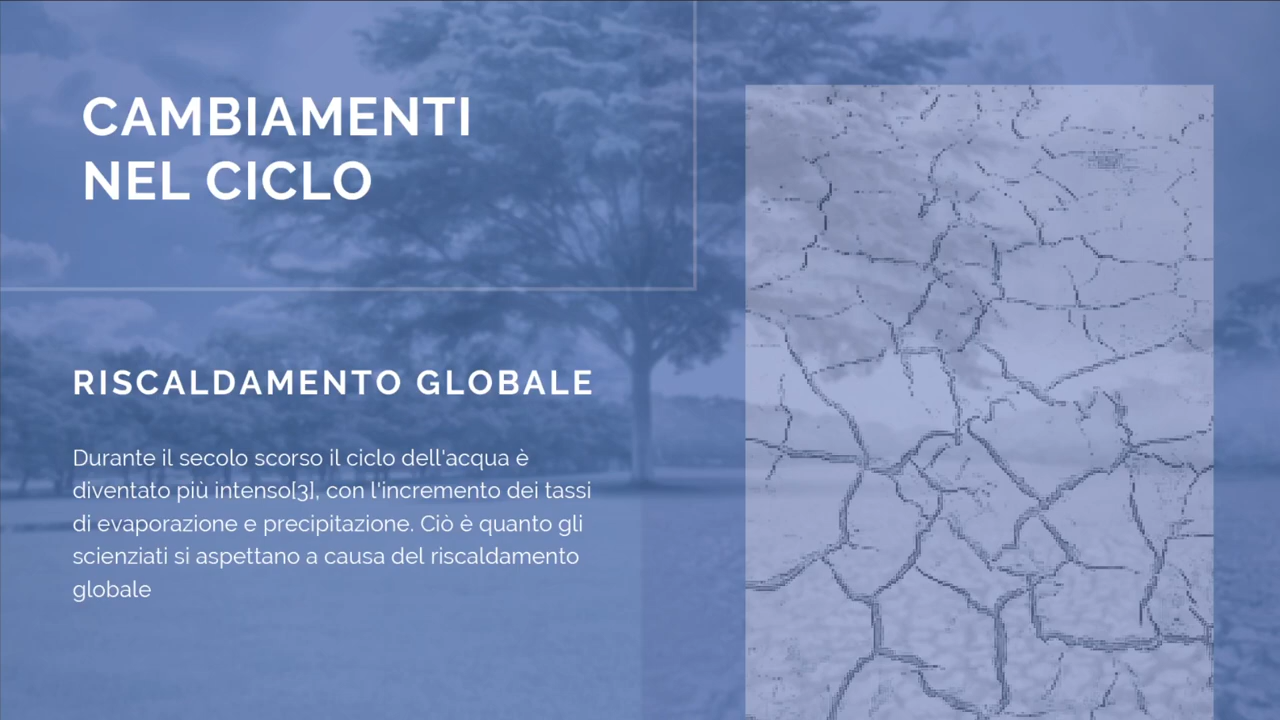 CAMBIAMENTI
NEL CICLO
RISCALDAMENTO GLOBALE
Durante il secolo scorso il ciclo dell'acqua è
diventato più intenso[3], con l'incremento dei tassi
di evaporazione e precipitazione. Ciò è quanto gli
scienziati si aspettano a causa del riscaldamento
globale